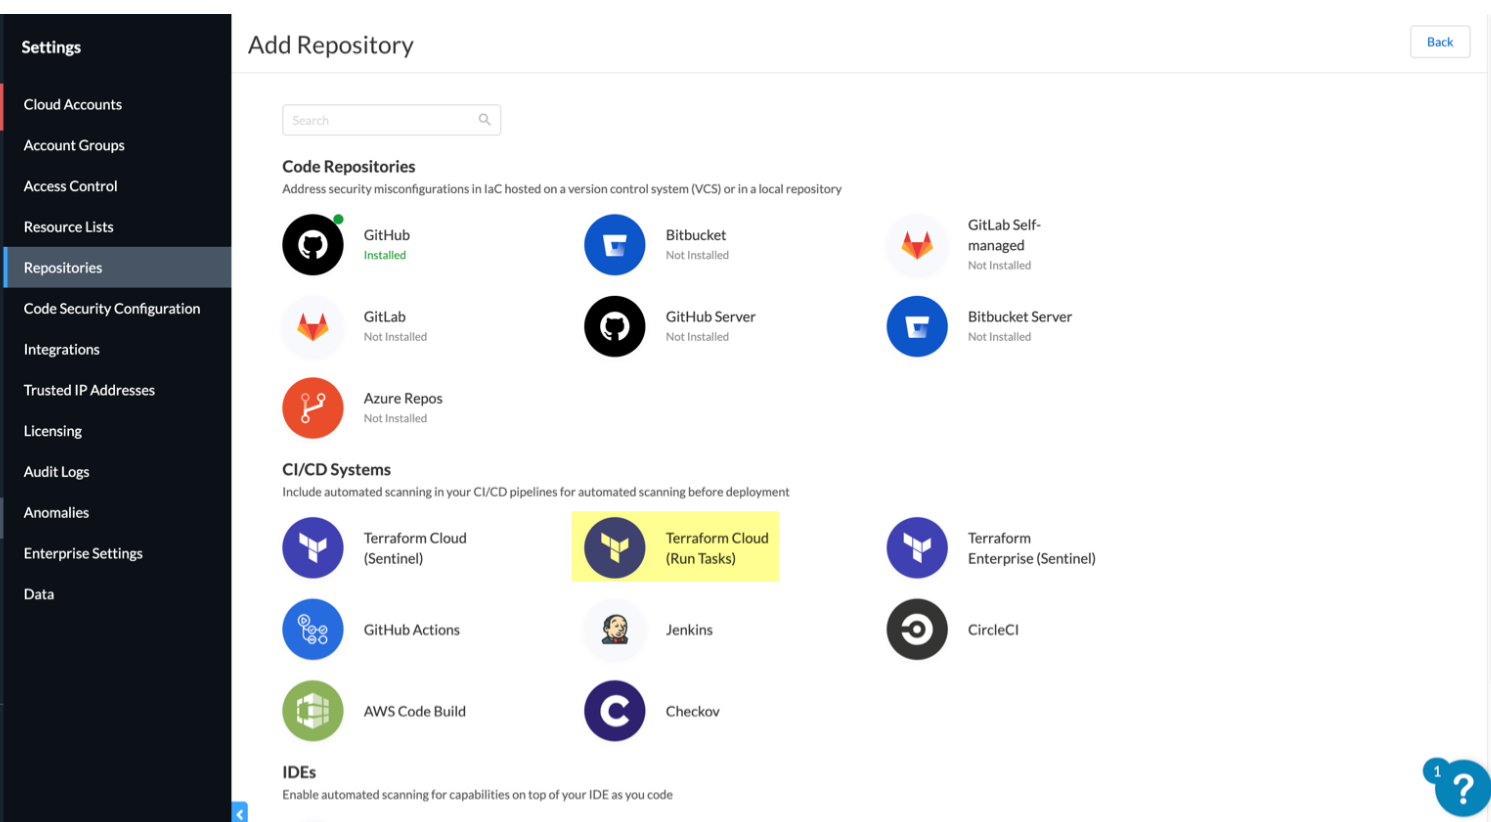 Settings
Cloud Accounts
Account Groups
Access Control
Resource Lists
Repositories
Code Security Configuration
Integrations
Trusted IP Addresses
Licensing
Audit Logs
Anomalies
Enterprise Settings
Data
Add Repository
Back
Search
Code Repositories
Address security misconfigurations in IaC hosted on a version control system (VCS) or in a local repository
GitHub
Installed
Bitbucket
Not Installed
GitLab Self-
managed
Not Installed
GitLab
Not Installed
GitHub Server
Not Installed
Bitbucket Server
Not Installed
Azure Repos
Not Installed
CI/CD Systems
Include automated scanning in your CI/CD pipelines for automated scanning before deployment
Terraform Cloud
(Sentinel)
Terraform Cloud
(Run Tasks)
Terraform
Enterprise (Sentinel)
GitHub Actions
Jenkins
CircleCI
AWS Code Build
Checkov
IDEs
Enable automated scanning for capabilities on top of your IDE as you code
1
?